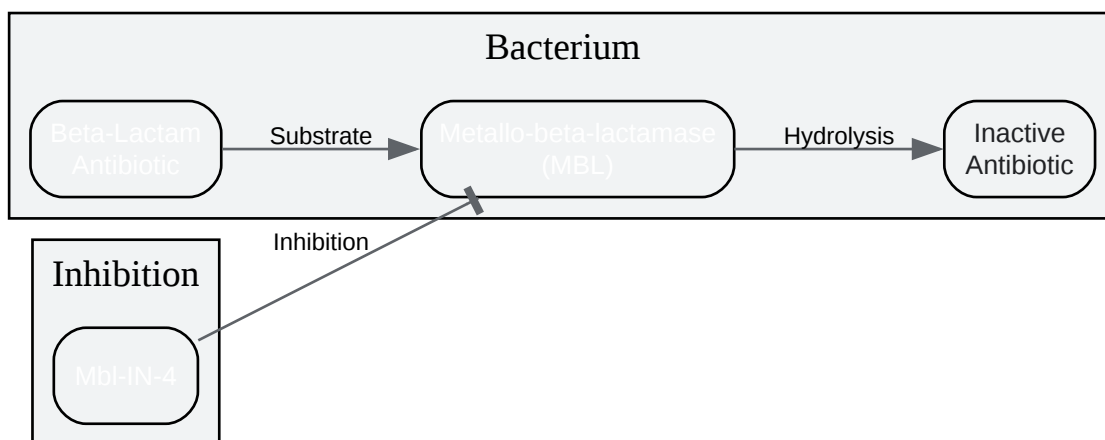 Bacterium
Beta-Lactam
Antibiotic
Substrate
Metallo-beta-lactamase
(MBL)
Hydrolysis
Inactive
Antibiotic
Inhibition
Inhibition
Mbl-IN-4